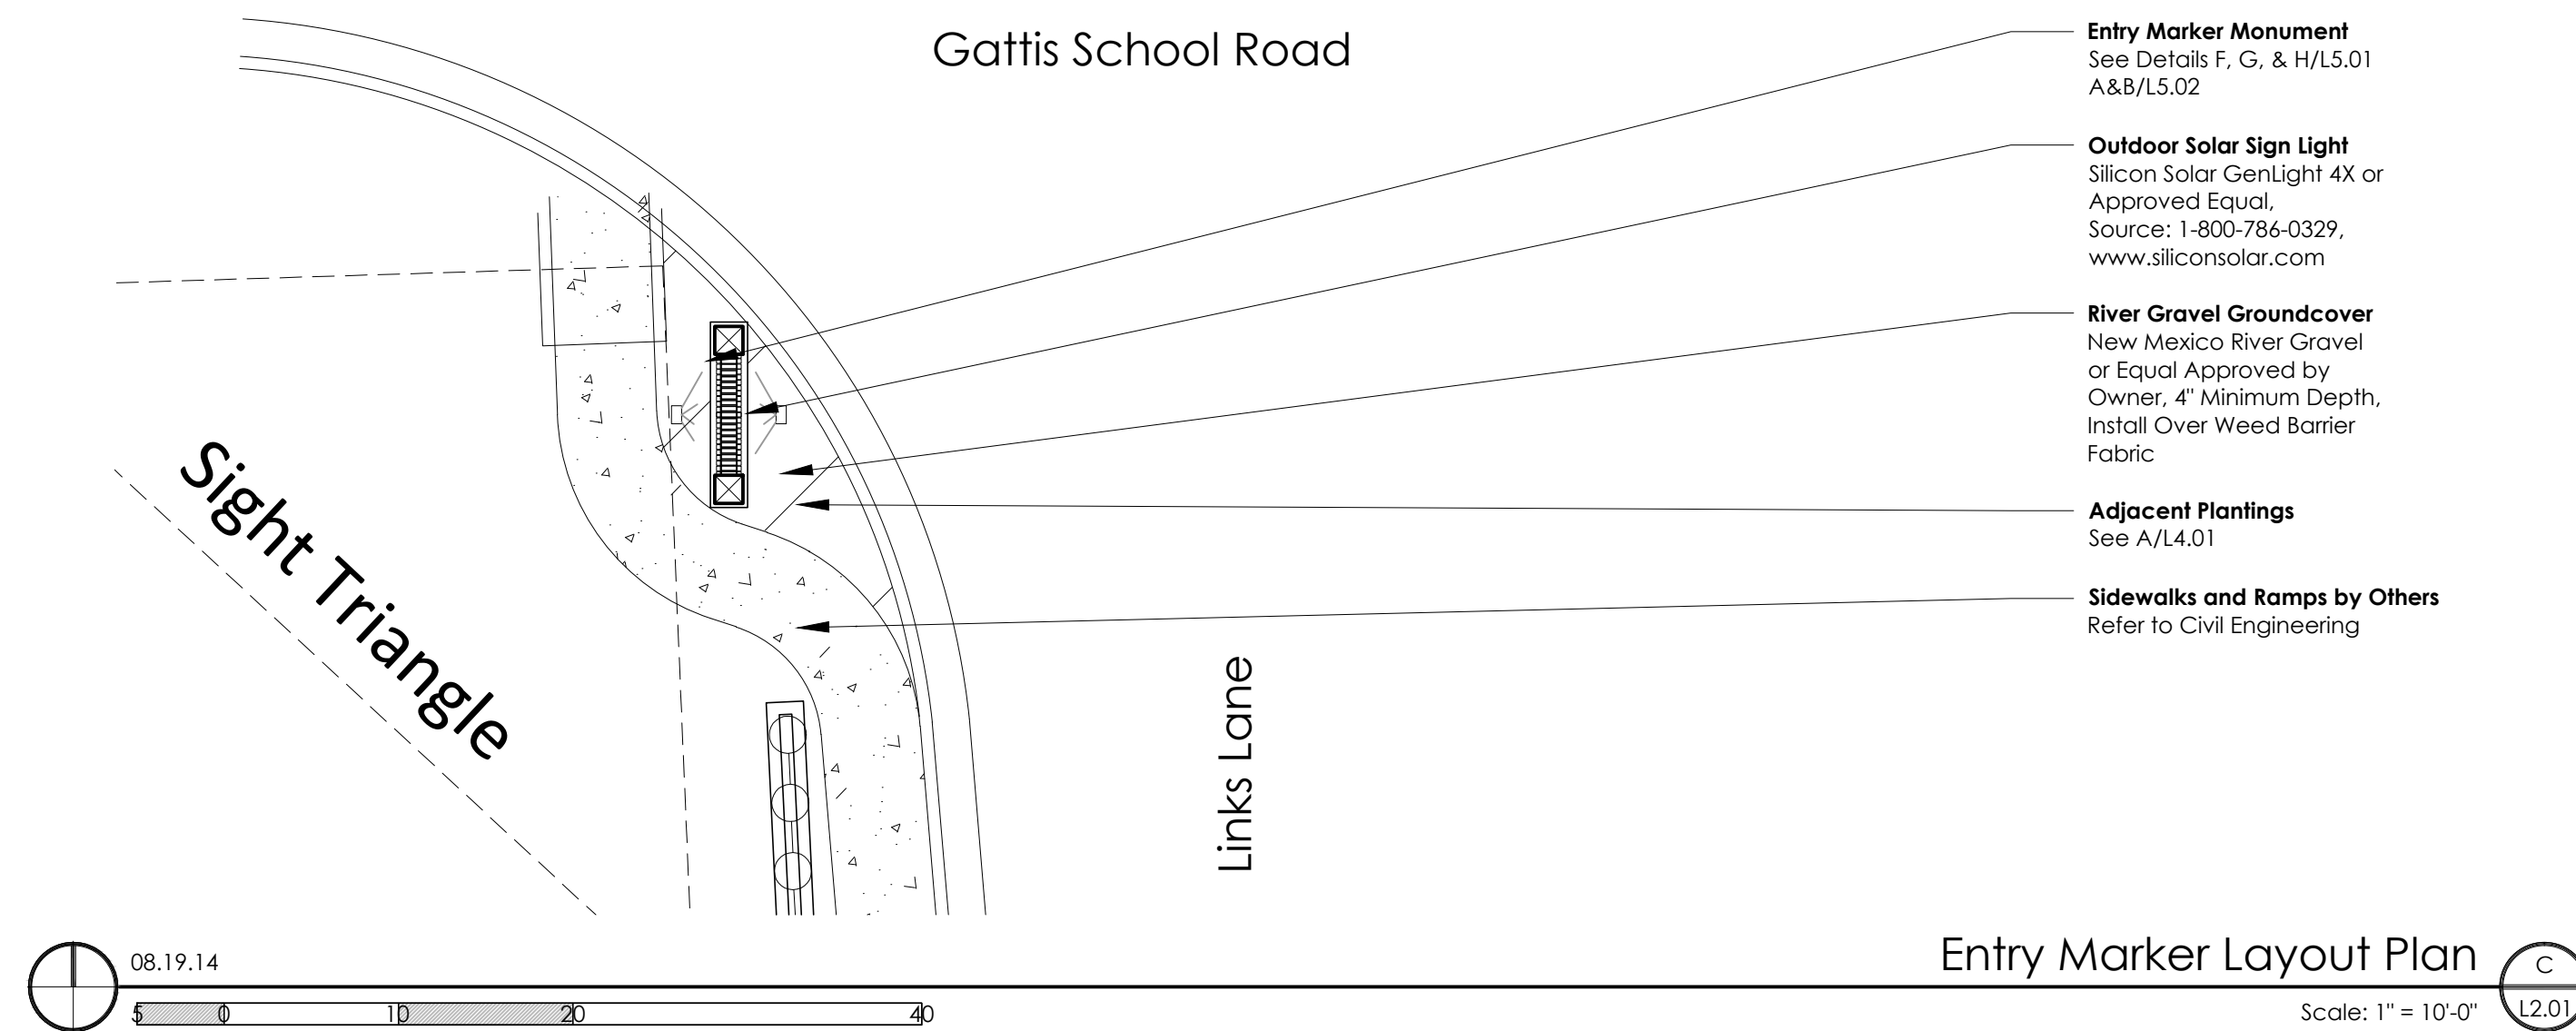 Gattis School Road
Entry Marker Monument
See Details F, G, & H/L5.01
A&B/L5.02
Outdoor Solar Sign Light
Silicon Solar GenLight 4X or
Approved Equal,
Source: 1-800-786-0329,
www.siliconsolar.com
River Gravel Groundcover
New Mexico River Gravel
or Equal Approved by
Owner, 4" Minimum Depth,
Install Over Weed Barrier
Fabric
Adjacent Plantings
See A/L4.01
Sidewalks and Ramps by Others
Refer to Civil Engineering
Sight Triangle
Links Lane
08.19.14
5 0 10 20 40
Entry Marker Layout Plan
Scale: 1" = 10'-0"
C
L2.01